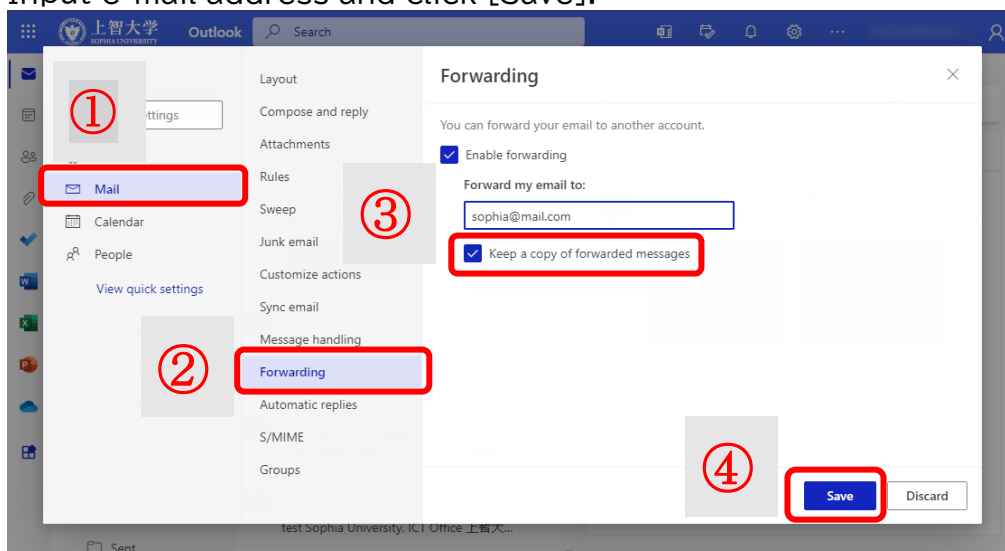 Input e-mail address and click [Save].
上智大学
SOPHIA UNIVERSITY
Outlook
Search
①
ttings
Mail
Calendar
People
View quick settings
②
Layout
Compose and reply
Attachments
Rules
Sweep
Junk email
Customize actions
Sync email
Message handling
Forwarding
Automatic replies
S/MIME
Groups
③
Forwarding
You can forward your email to another account.
Enable forwarding
Forward my email to:
sophia@mail.com
Keep a copy of forwarded messages
④
Save
Discard
test Sophia University, ICT Office 上智大...
Sent